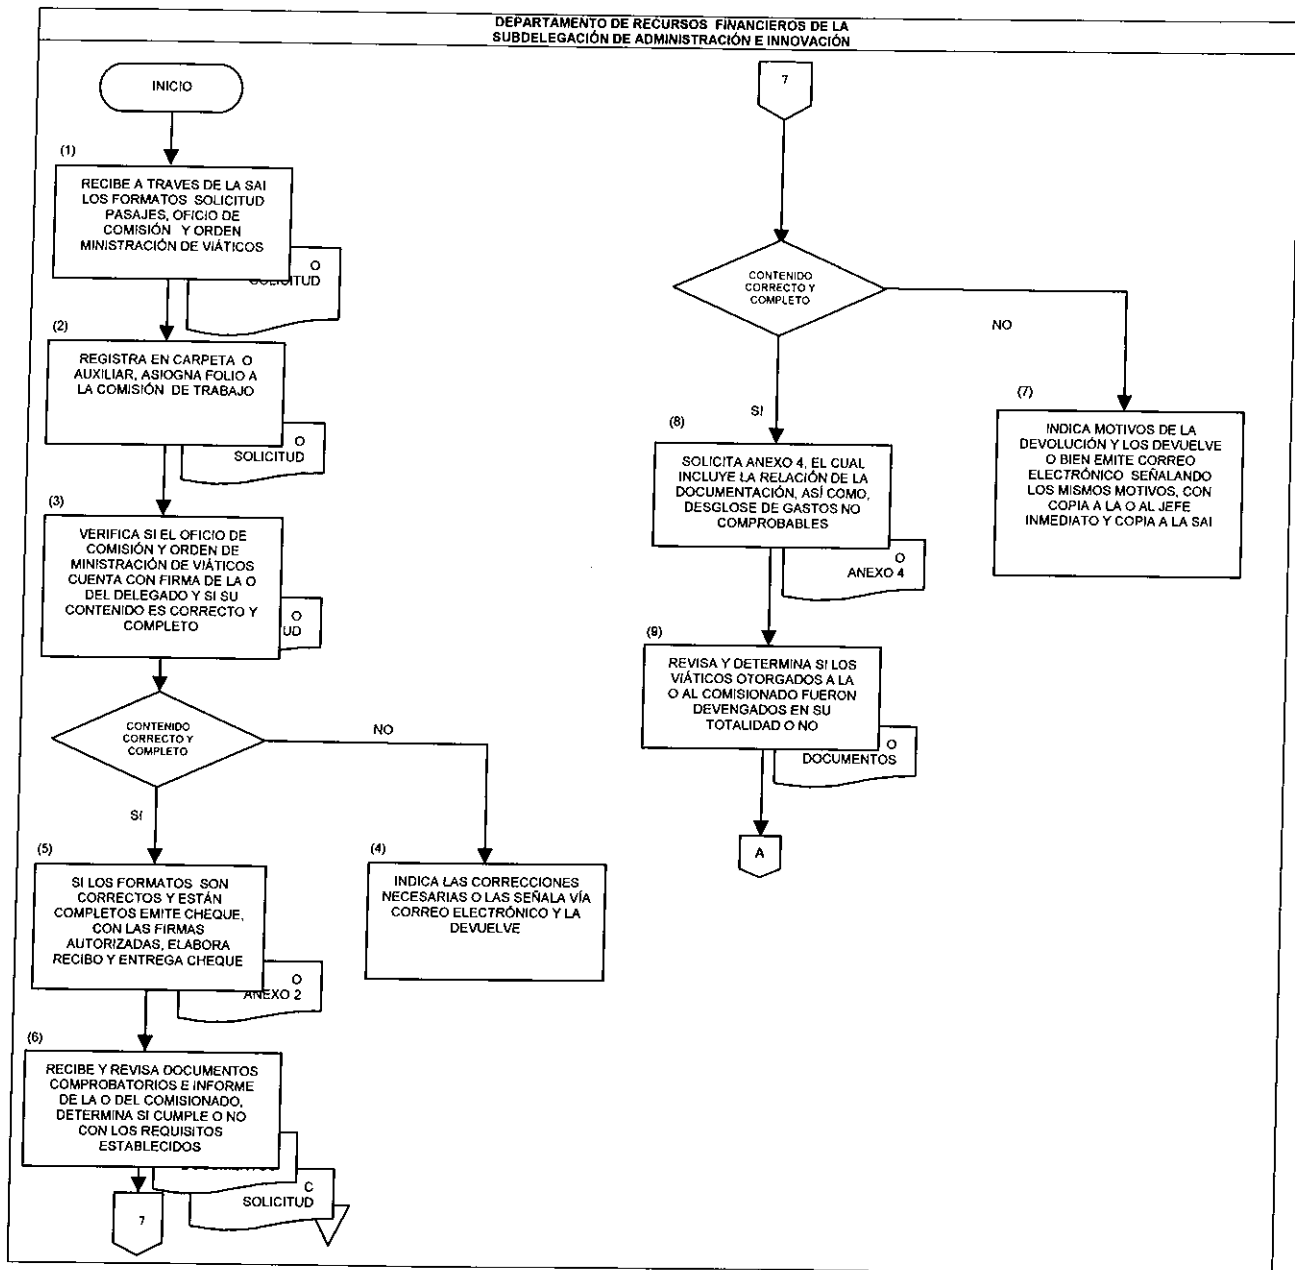 DEPARTAMENTO DE RECURSOS FINANCIEROS DE LA
SUBDELEGACIÓN DE ADMINISTRACIÓN E INNOVACIÓN
INICIO
(1)
RECIBE A TRAVES DE LA SAI
LOS FORMATOS SOLICITUD
PASAJES, OFICIO DE
COMISIÓN Y ORDEN
MINISTRACIÓN DE VIÁTICOS
O
SOLICITUD
(2)
REGISTRA EN CARPETA O
AUXILIAR, ASIOGNA FOLIO A
LA COMISIÓN DE TRABAJO
O
SOLICITUD
(3)
VERIFICA SI EL OFICIO DE
COMISIÓN Y ORDEN DE
MINISTRACIÓN DE VIÁTICOS
CUENTA CON FIRMA DE LA O
DEL DELEGADO Y SI SU
CONTENIDO ES CORRECTO Y
COMPLETO
O
UD
CONTENIDO
CORRECTO Y
COMPLETO
NO
SÍ
(5)
SI LOS FORMATOS SON
CORRECTOS Y ESTÁN
COMPLETOS EMITE CHEQUE,
CON LAS FIRMAS
AUTORIZADAS, ELABORA
RECIBO Y ENTREGA CHEQUE
O
ANEXO 2
(4)
INDICA LAS CORRECCIONES
NECESARIAS O LAS SEÑALA VÍA
CORREO ELECTRÓNICO Y LA
DEVUELVE
(6)
RECIBE Y REVISA DOCUMENTOS
COMPROBATORIOS E INFORME
DE LA O DEL COMISIONADO,
DETERMINA SI CUMPLE O NO
CON LOS REQUISITOS
ESTABLECIDOS
C
SOLICITUD
7
7
CONTENIDO
CORRECTO Y
COMPLETO
NO
SÍ
(7)
INDICA MOTIVOS DE LA
DEVOLUCIÓN Y LOS DEVUELVE
O BIEN EMITE CORREO
ELECTRÓNICO SEÑALANDO
LOS MISMOS MOTIVOS, CON
COPIA A LA O AL JEFE
INMEDIATO Y COPIA A LA SAI
(8)
SOLICITA ANEXO 4, EL CUAL
INCLUYE LA RELACIÓN DE LA
DOCUMENTACIÓN, ASÍ COMO,
DESGLOSE DE GASTOS NO
COMPROBABLES
O
ANEXO 4
(9)
REVISA Y DETERMINA SI LOS
VIÁTICOS OTORGADOS A LA
O AL COMISIONADO FUERON
DEVENGADOS EN SU
TOTALIDAD O NO
O
DOCUMENTOS
A